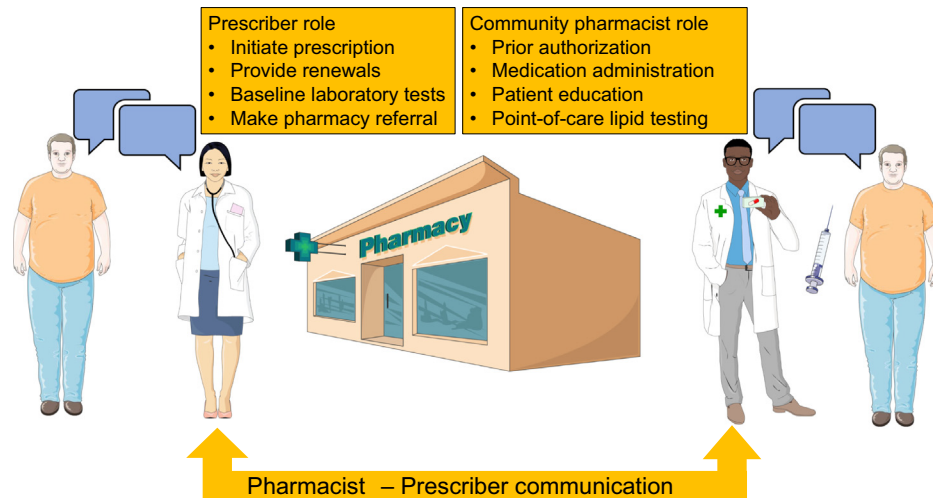 Prescriber role
• Initiate prescription
• Provide renewals
• Baseline laboratory tests
• Make pharmacy referral
Community pharmacist role
• Prior authorization
• Medication administration
• Patient education
• Point-of-care lipid testing
Pharmacy
Pharmacist – Prescriber communication